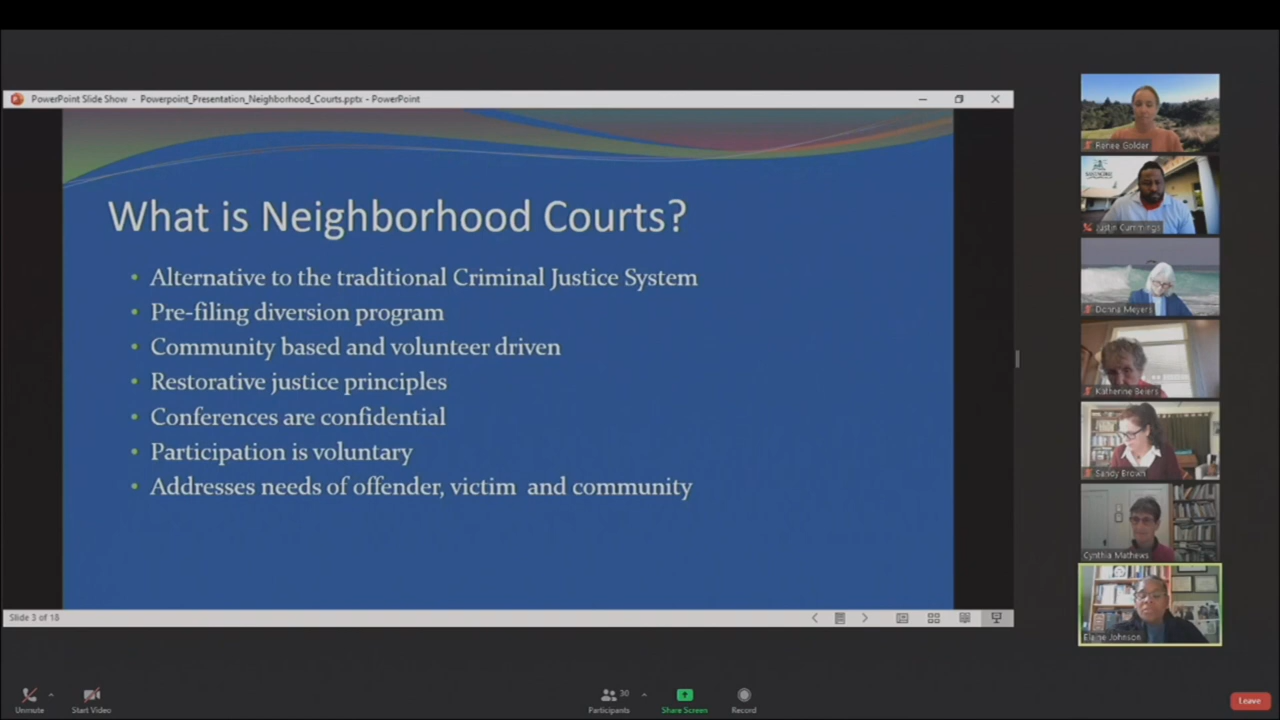 PowerPoint Slide Show - Powerpoint_Presentation_Neighborhood_Courts.pptx - PowerPoint
What is Neighborhood Courts?
• Alternative to the traditional Criminal Justice System
• Pre-filing diversion program
• Community based and volunteer driven
• Restorative justice principles
• Conferences are confidential
• Participation is voluntary
• Addresses needs of offender, victim and community
Slide 3 of 18
Renee Golder
Justin Cummings
Donna Meyers
Katherine Beiers
Sandy Brown
Cynthia Mathews
Elaine Johnson
Unmute
Start Video
30
Participants
Share Screen
Record
Leave